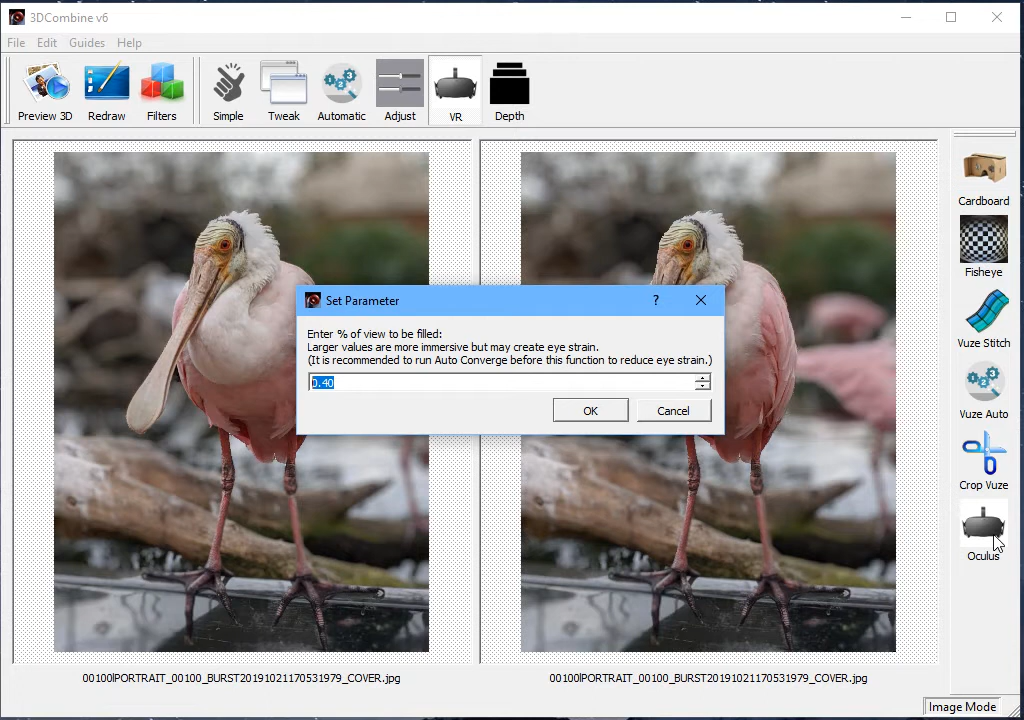 3DCombine v6
File Edit Guides Help
Preview 3D Redraw Filters Simple Tweak Automatic Adjust VR Depth
Cardboard
Fisheye
Vuze Stitch
Vuze Auto
Crop Vuze
Oculus
Set Parameter ?
Enter % of view to be filled:
Larger values are more immersive but may create eye strain.
(It is recommended to run Auto Converge before this function to reduce eye strain.)
0.40
OK Cancel
00100lPORTRAIT_00100_BURST20191021170531979_COVER.jpg 00100lPORTRAIT_00100_BURST20191021170531979_COVER.jpg
Image Mode